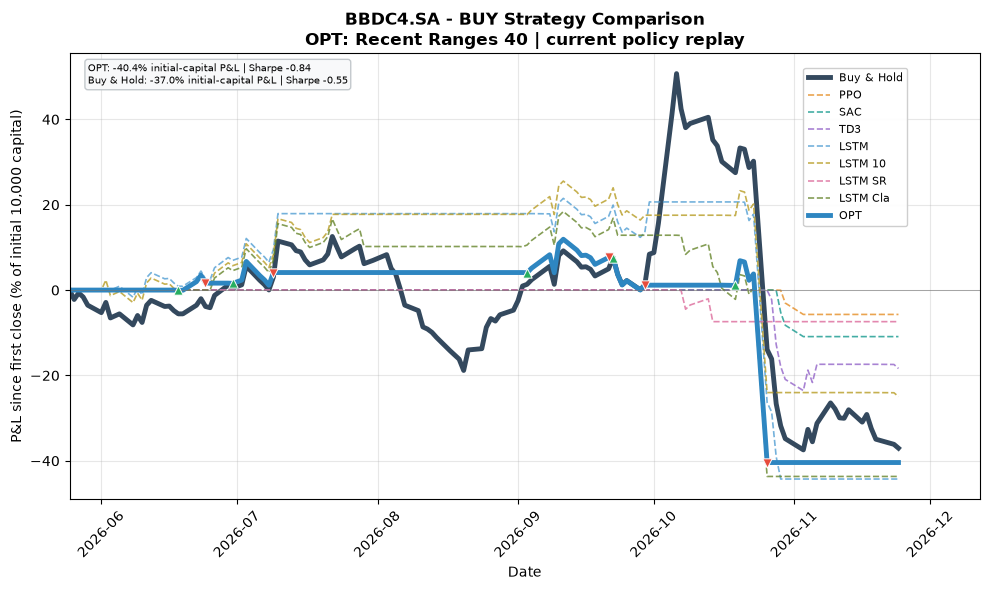 BBDC4.SA - BUY Strategy Comparison
OPT: Recent Ranges 40 | current policy replay
OPT: -40.4% initial-capital P&L | Sharpe -0.84
Buy & Hold: -37.0% initial-capital P&L | Sharpe -0.55
Buy & Hold
PPO
SAC
TD3
LSTM
LSTM 10
LSTM SR
LSTM Cla
OPT
P&L since first close (% of initial 10,000 capital)
40
20
0
−20
−40
2026-06
2026-07
2026-08
2026-09
2026-10
2026-11
2026-12
Date